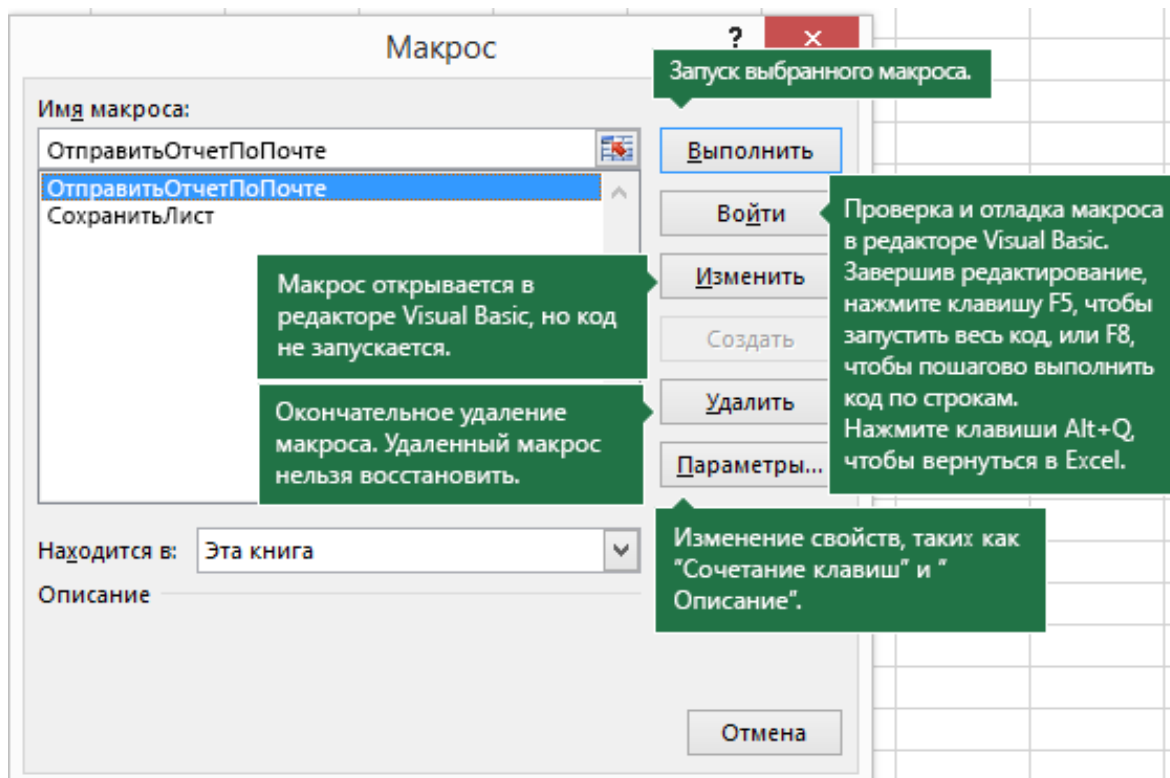 Макрос
?
×
Запуск выбранного макроса.
Имя макроса:
ОтправитьОтчетПоПочте
Выполнить
ОтправитьОтчетПоПочте
СохранитьЛист
Войти
Проверка и отладка макроса
в редакторе Visual Basic.
Завершив редактирование,
нажмите клавишу F5, чтобы
запустить весь код, или F8,
чтобы пошагово выполнить
код по строкам.
Нажмите клавиши Alt+Q,
чтобы вернуться в Excel.
Изменить
Макрос открывается в
редакторе Visual Basic, но код
не запускается.
Создать
Удалить
Окончательное удаление
макроса. Удаленный макрос
нельзя восстановить.
Параметры...
Изменение свойств, таких как
"Сочетание клавиш" и "
Описание".
Находится в:
Эта книга
Описание
Отмена